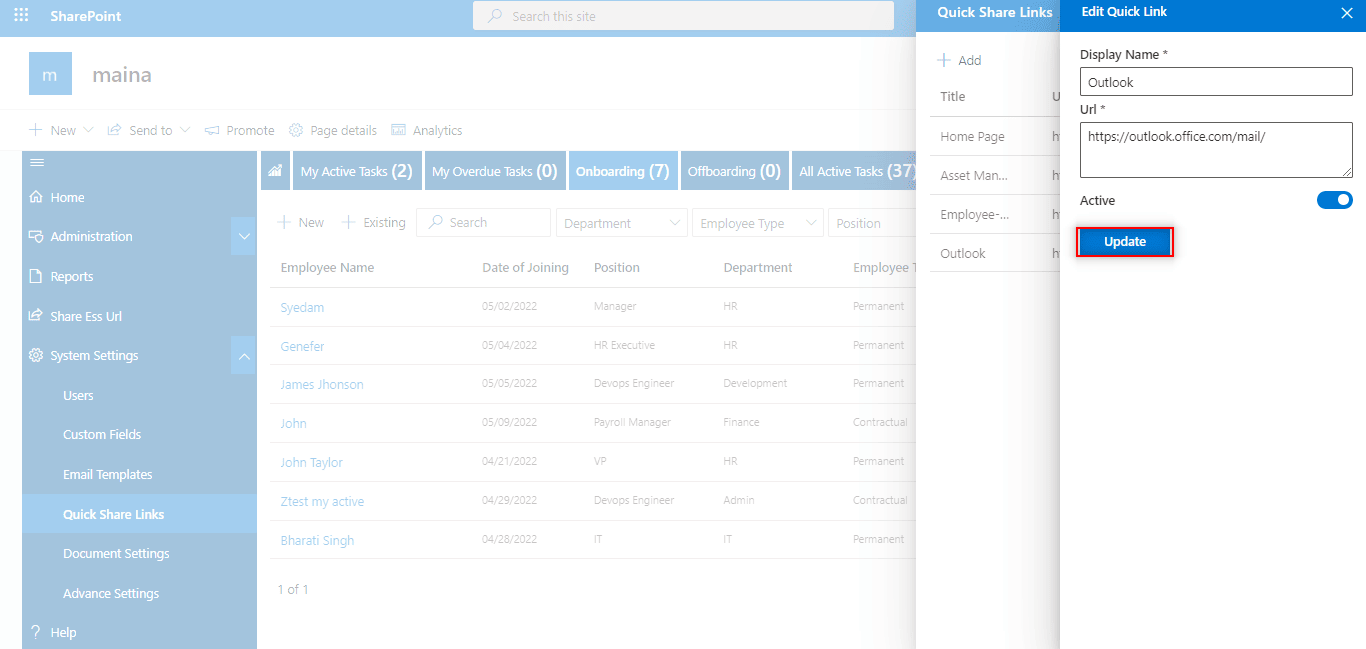 SharePoint
Search this site
Quick Share Links
Edit Quick Link
m
maina
New
Send to
Promote
Page details
Analytics
Home
Administration
Reports
Share Ess Url
System Settings
Users
Custom Fields
Email Templates
Quick Share Links
Document Settings
Advance Settings
Help
My Active Tasks (2)
My Overdue Tasks (0)
Onboarding (7)
Offboarding (0)
All Active Tasks (37)
New
Existing
Search
Department
Employee Type
Position
Employee Name Date of Joining Position Department Employee T
Syedam 05/02/2022 Manager HR Permanent
Genefer 05/04/2022 HR Executive HR Permanent
James Jhonson 05/05/2022 Devops Engineer Development Permanent
John 05/09/2022 Payroll Manager Finance Contractual
John Taylor 04/21/2022 VP HR Permanent
Ztest my active 04/29/2022 Devops Engineer Admin Contractual
Bharati Singh 04/28/2022 IT IT Permanent
1 of 1
Add
Title U
Home Page
Asset Man...
Employee-...
Outlook
Display Name *
Outlook
Url *
https://outlook.office.com/mail/
Active
Update